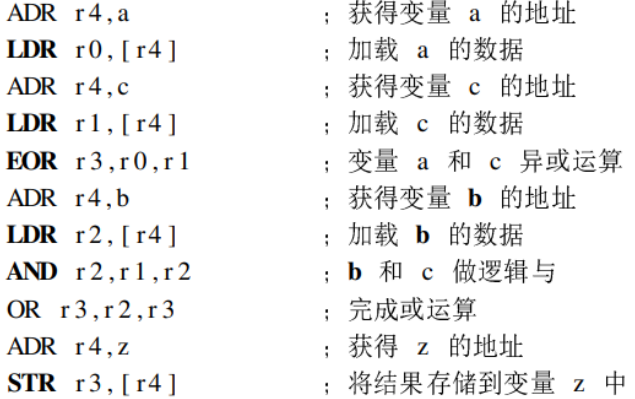 ADR r4,a ; 获得变量 a 的地址
LDR r0,[r4] ; 加载 a 的数据
ADR r4,c ; 获得变量 c 的地址
LDR r1,[r4] ; 加载 c 的数据
EOR r3,r0,r1 ; 变量 a 和 c 异或运算
ADR r4,b ; 获得变量 b 的地址
LDR r2,[r4] ; 加载 b 的数据
AND r2,r1,r2 ; b 和 c 做逻辑与
OR r3,r2,r3 ; 完成或运算
ADR r4,z ; 获得 z 的地址
STR r3,[r4] ; 将结果存储到变量 z 中